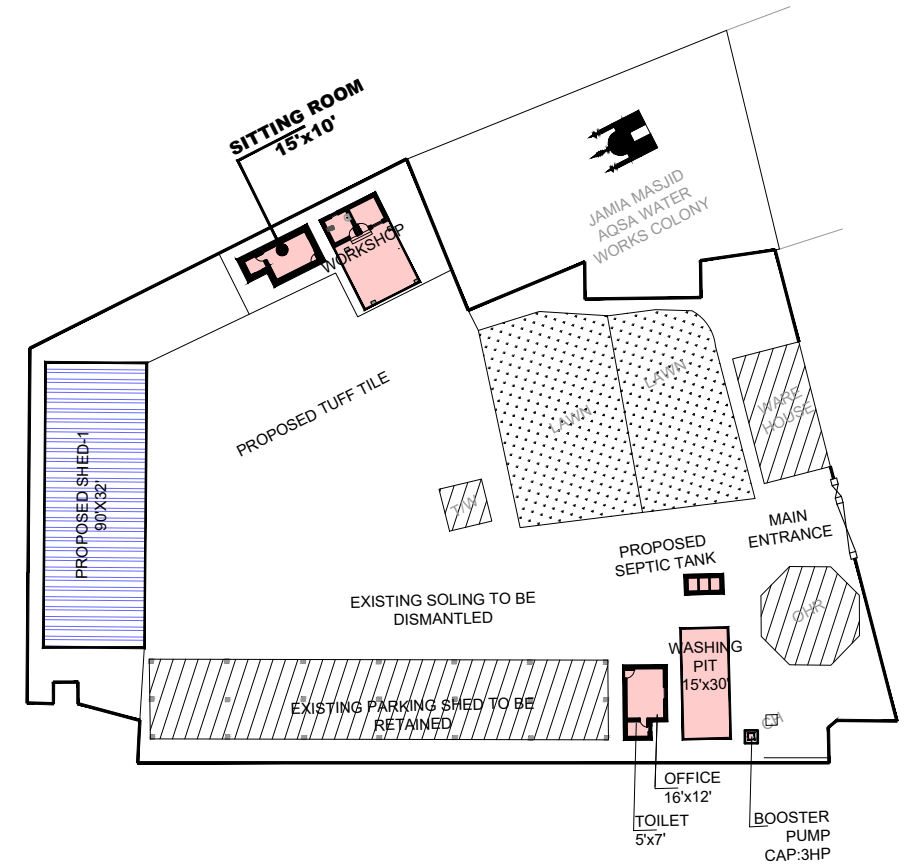 SITTING ROOM
15'x10'
JAMIA MASJID
AQSA WATER
WORKS COLONY
WORKSHOP
PROPOSED TUFF TILE
LAWN
LAWN
WARE
HOUSE
PROPOSED SHED-1
90'X32'
T/W
MAIN
ENTRANCE
PROPOSED
SEPTIC TANK
EXISTING SOLING TO BE
DISMANTLED
OHR
WASHING
PIT
15'x30'
EXISTING PARKING SHED TO BE
RETAINED
OFFICE
16'x12'
TOILET
5'x7'
BOOSTER
PUMP
CAP:3HP